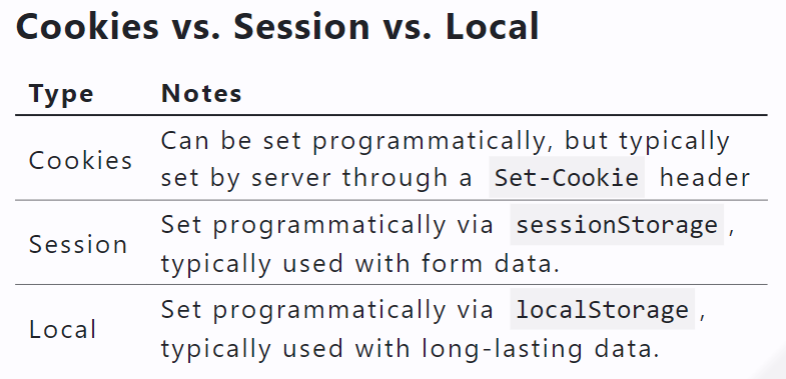 Cookies vs. Session vs. Local
Type Notes
Cookies Can be set programmatically, but typically
set by server through a Set-Cookie header
Session Set programmatically via sessionStorage,
typically used with form data.
Local Set programmatically via localStorage,
typically used with long-lasting data.